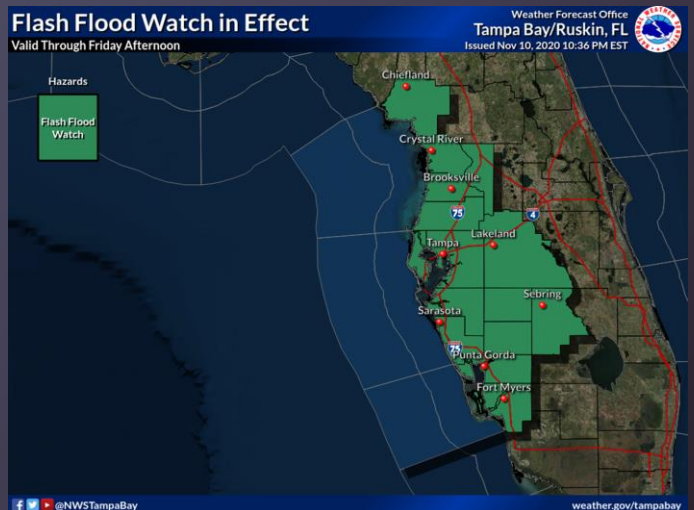 Flash Flood Watch in Effect
Valid Through Friday Afternoon
Weather Forecast Office
Tampa Bay/Ruskin, FL
Issued Nov 10, 2020 10:36 PM EST
Hazards
Flash Flood
Watch
Chiefland
Crystal River
Brooksville
75
4
Lakeland
Tampa
Sebring
Sarasota
75
Punta Gorda
Fort Myers
@NWSTampaBay
weather.gov/tampabay